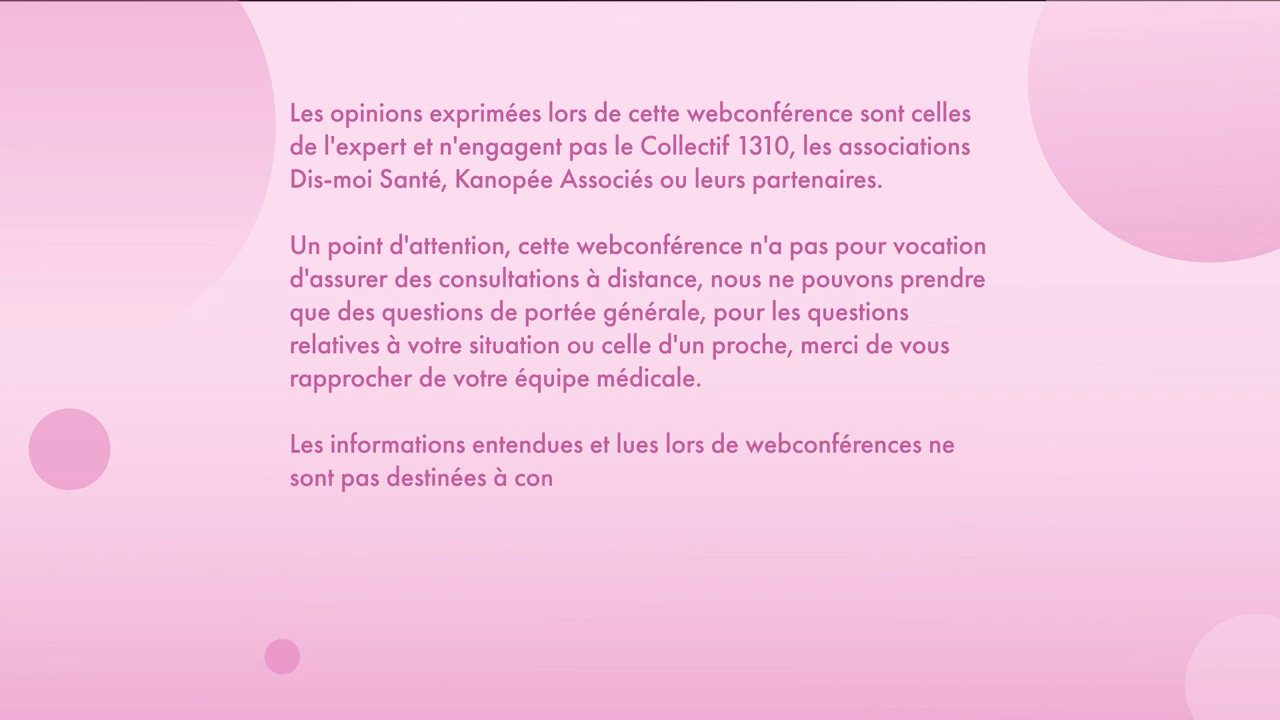 Les opinions exprimées lors de cette webconférence sont celles
de l'expert et n'engagent pas le Collectif 1310, les associations
Dis-moi Santé, Kanopée Associés ou leurs partenaires.
Un point d'attention, cette webconférence n'a pas pour vocation
d'assurer des consultations à distance, nous ne pouvons prendre
que des questions de portée générale, pour les questions
relatives à votre situation ou celle d'un proche, merci de vous
rapprocher de votre équipe médicale.
Les informations entendues et lues lors de webconférences ne
sont pas destinées à con